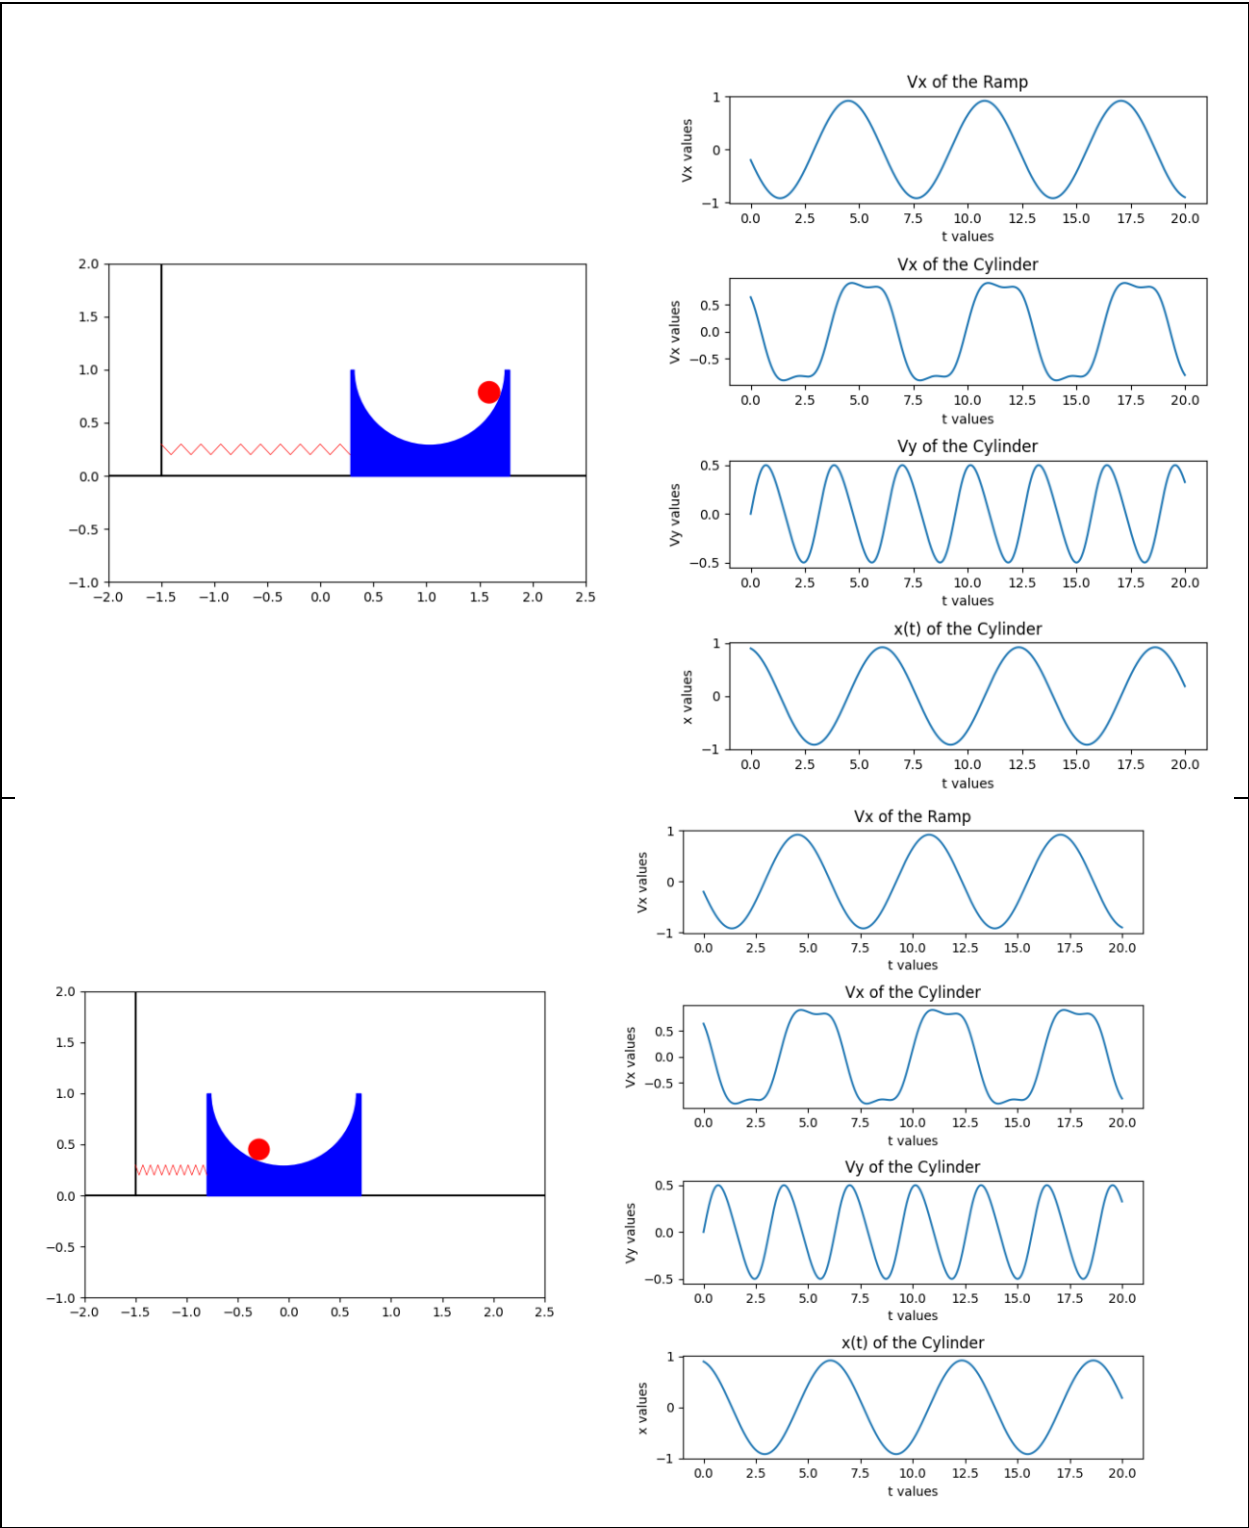 Vx of the Ramp
1
0
−1
Vx values
0.0 2.5 5.0 7.5 10.0 12.5 15.0 17.5 20.0
t values
Vx of the Cylinder
0.5
0.0
−0.5
Vx values
0.0 2.5 5.0 7.5 10.0 12.5 15.0 17.5 20.0
t values
Vy of the Cylinder
0.5
0.0
−0.5
Vy values
0.0 2.5 5.0 7.5 10.0 12.5 15.0 17.5 20.0
t values
x(t) of the Cylinder
1
0
−1
x values
0.0 2.5 5.0 7.5 10.0 12.5 15.0 17.5 20.0
t values
2.0
1.5
1.0
0.5
0.0
−0.5
−1.0
−2.0 −1.5 −1.0 −0.5 0.0 0.5 1.0 1.5 2.0 2.5
Vx of the Ramp
1
0
−1
Vx values
0.0 2.5 5.0 7.5 10.0 12.5 15.0 17.5 20.0
t values
Vx of the Cylinder
0.5
0.0
−0.5
Vx values
0.0 2.5 5.0 7.5 10.0 12.5 15.0 17.5 20.0
t values
Vy of the Cylinder
0.5
0.0
−0.5
Vy values
0.0 2.5 5.0 7.5 10.0 12.5 15.0 17.5 20.0
t values
x(t) of the Cylinder
1
0
−1
x values
0.0 2.5 5.0 7.5 10.0 12.5 15.0 17.5 20.0
t values
2.0
1.5
1.0
0.5
0.0
−0.5
−1.0
−2.0 −1.5 −1.0 −0.5 0.0 0.5 1.0 1.5 2.0 2.5